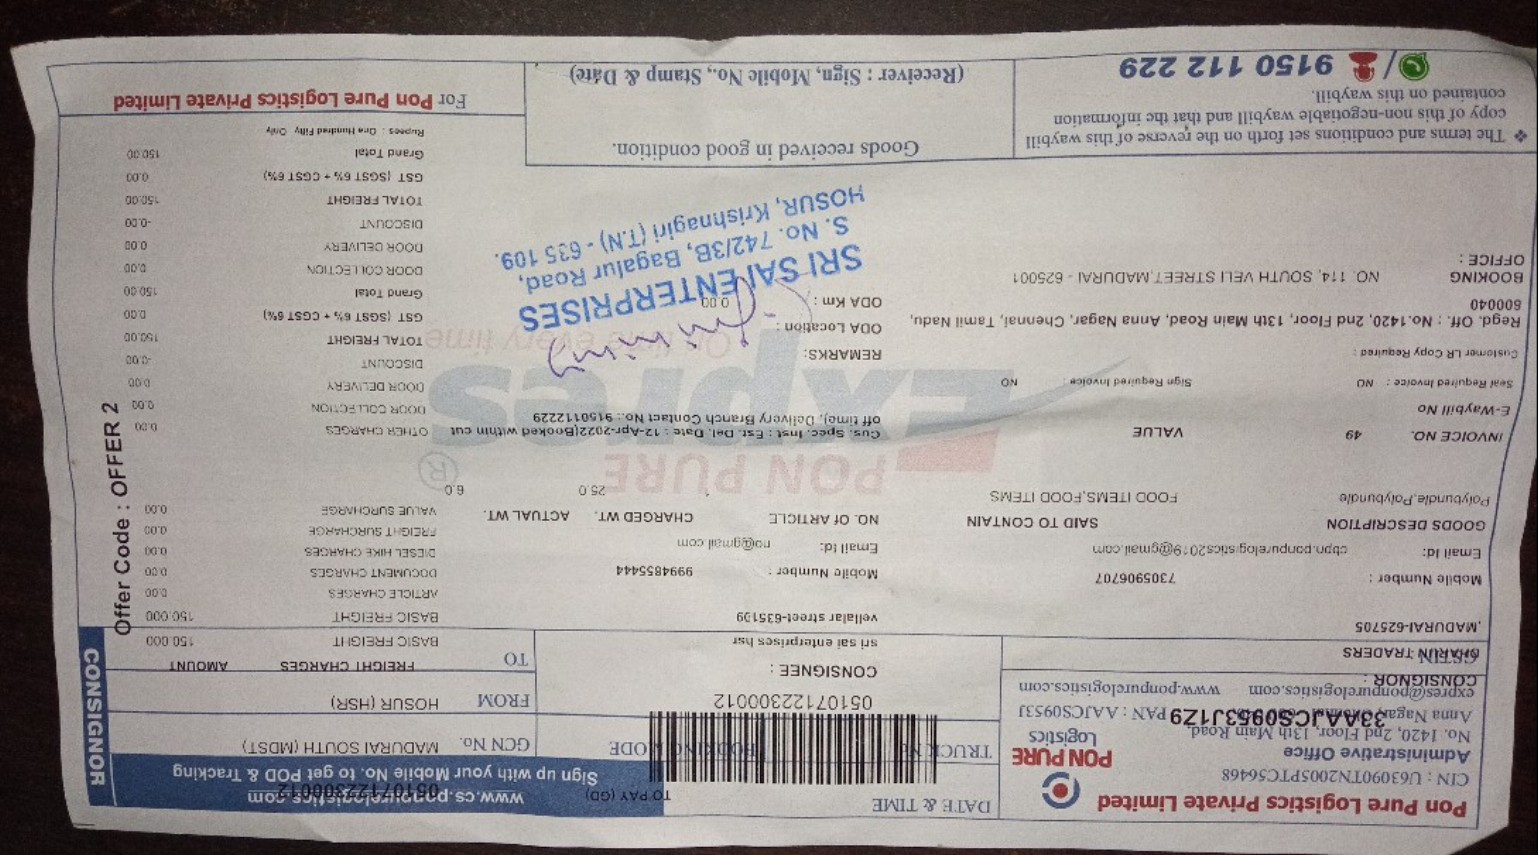 Pon Pure Logistics Private Limited
CIN : U63090TN2005PTC56468
Administrative Office
No. 1420, 2nd Floor, 13th Main Road,
Anna Nagar,
PAN : AAJCS0953J
33AAJCS0953J1Z9
expres@ponpurelogistics.com www.ponpurelogistics.com
PON PURE
Logistics
DATE & TIME
TO PAY (GD)
TRUCK No.
BOOKING MODE
05107122300012
www.cs.ponpurelogistics.com
05107122300012
Sign up with your Mobile No. to get POD & Tracking
GCN No. MADURAI SOUTH (MDST)
FROM HOSUR (HSR)
TO
CONSIGNOR
CONSIGNOR :
GSTIN
CHARUN TRADERS
,MADURAI-625705
Mobile Number : 7305906707
Email Id: cbpn.ponpurelogistics2019@gmail.com
CONSIGNEE :
sri sai enterprises hsr
vellalar street-635109
Mobile Number : 9994855444
Email Id: no@gmail.com
GOODS DESCRIPTION SAID TO CONTAIN NO. Of ARTICLE CHARGED WT. ACTUAL WT.
Polybundle,Polybundle FOOD ITEMS,FOOD ITEMS 25.0 6.0
INVOICE NO. 49 VALUE
E-Waybill No
Seal Required Invoice : NO Sign Required Invoice : NO
Customer LR Copy Required :
Cus. Spec. Inst : Est. Del. Date : 12-Apr-2022(Booked within cut
off time), Delivery Branch Contact No.: 9150112229
REMARKS:
ODA Location :
ODA Km : 0.00
Regd. Off. : No.1420, 2nd Floor, 13th Main Road, Anna Nagar, Chennai, Tamil Nadu,
600040
BOOKING OFFICE : NO. 114, SOUTH VELI STREET,MADURAI - 625001
PON PURE
Expres
®
On time every time
SRI SAI ENTERPRISES
S. No. 742/3B, Bagalur Road,
HOSUR, Krishnagiri (T.N) - 635 109.
FREIGHT CHARGES AMOUNT
BASIC FREIGHT 150.000
BASIC FREIGHT 150.000
ARTICLE CHARGES 0.00
DOCUMENT CHARGES 0.00
DIESEL HIKE CHARGES 0.00
FREIGHT SURCHARGE 0.00
VALUE SURCHARGE 0.00
OTHER CHARGES 0.00
DOOR COLLECTION 0.00
DOOR DELIVERY 0.00
DISCOUNT -0.00
TOTAL FREIGHT 150.00
GST (SGST 6% + CGST 6%) 0.00
Grand Total 150.00
DOOR COLLECTION 0.00
DOOR DELIVERY 0.00
DISCOUNT -0.00
TOTAL FREIGHT 150.00
GST (SGST 6% + CGST 6%) 0.00
Grand Total 150.00
Rupees : One Hundred Fifty Only
Offer Code : OFFER 2
❖ The terms and conditions set forth on the reverse of this waybill
copy of this non-negotiable waybill and that the information
contained on this waybill.
9150 112 229
Goods received in good condition.
(Receiver : Sign, Mobile No., Stamp & Date)
For Pon Pure Logistics Private Limited